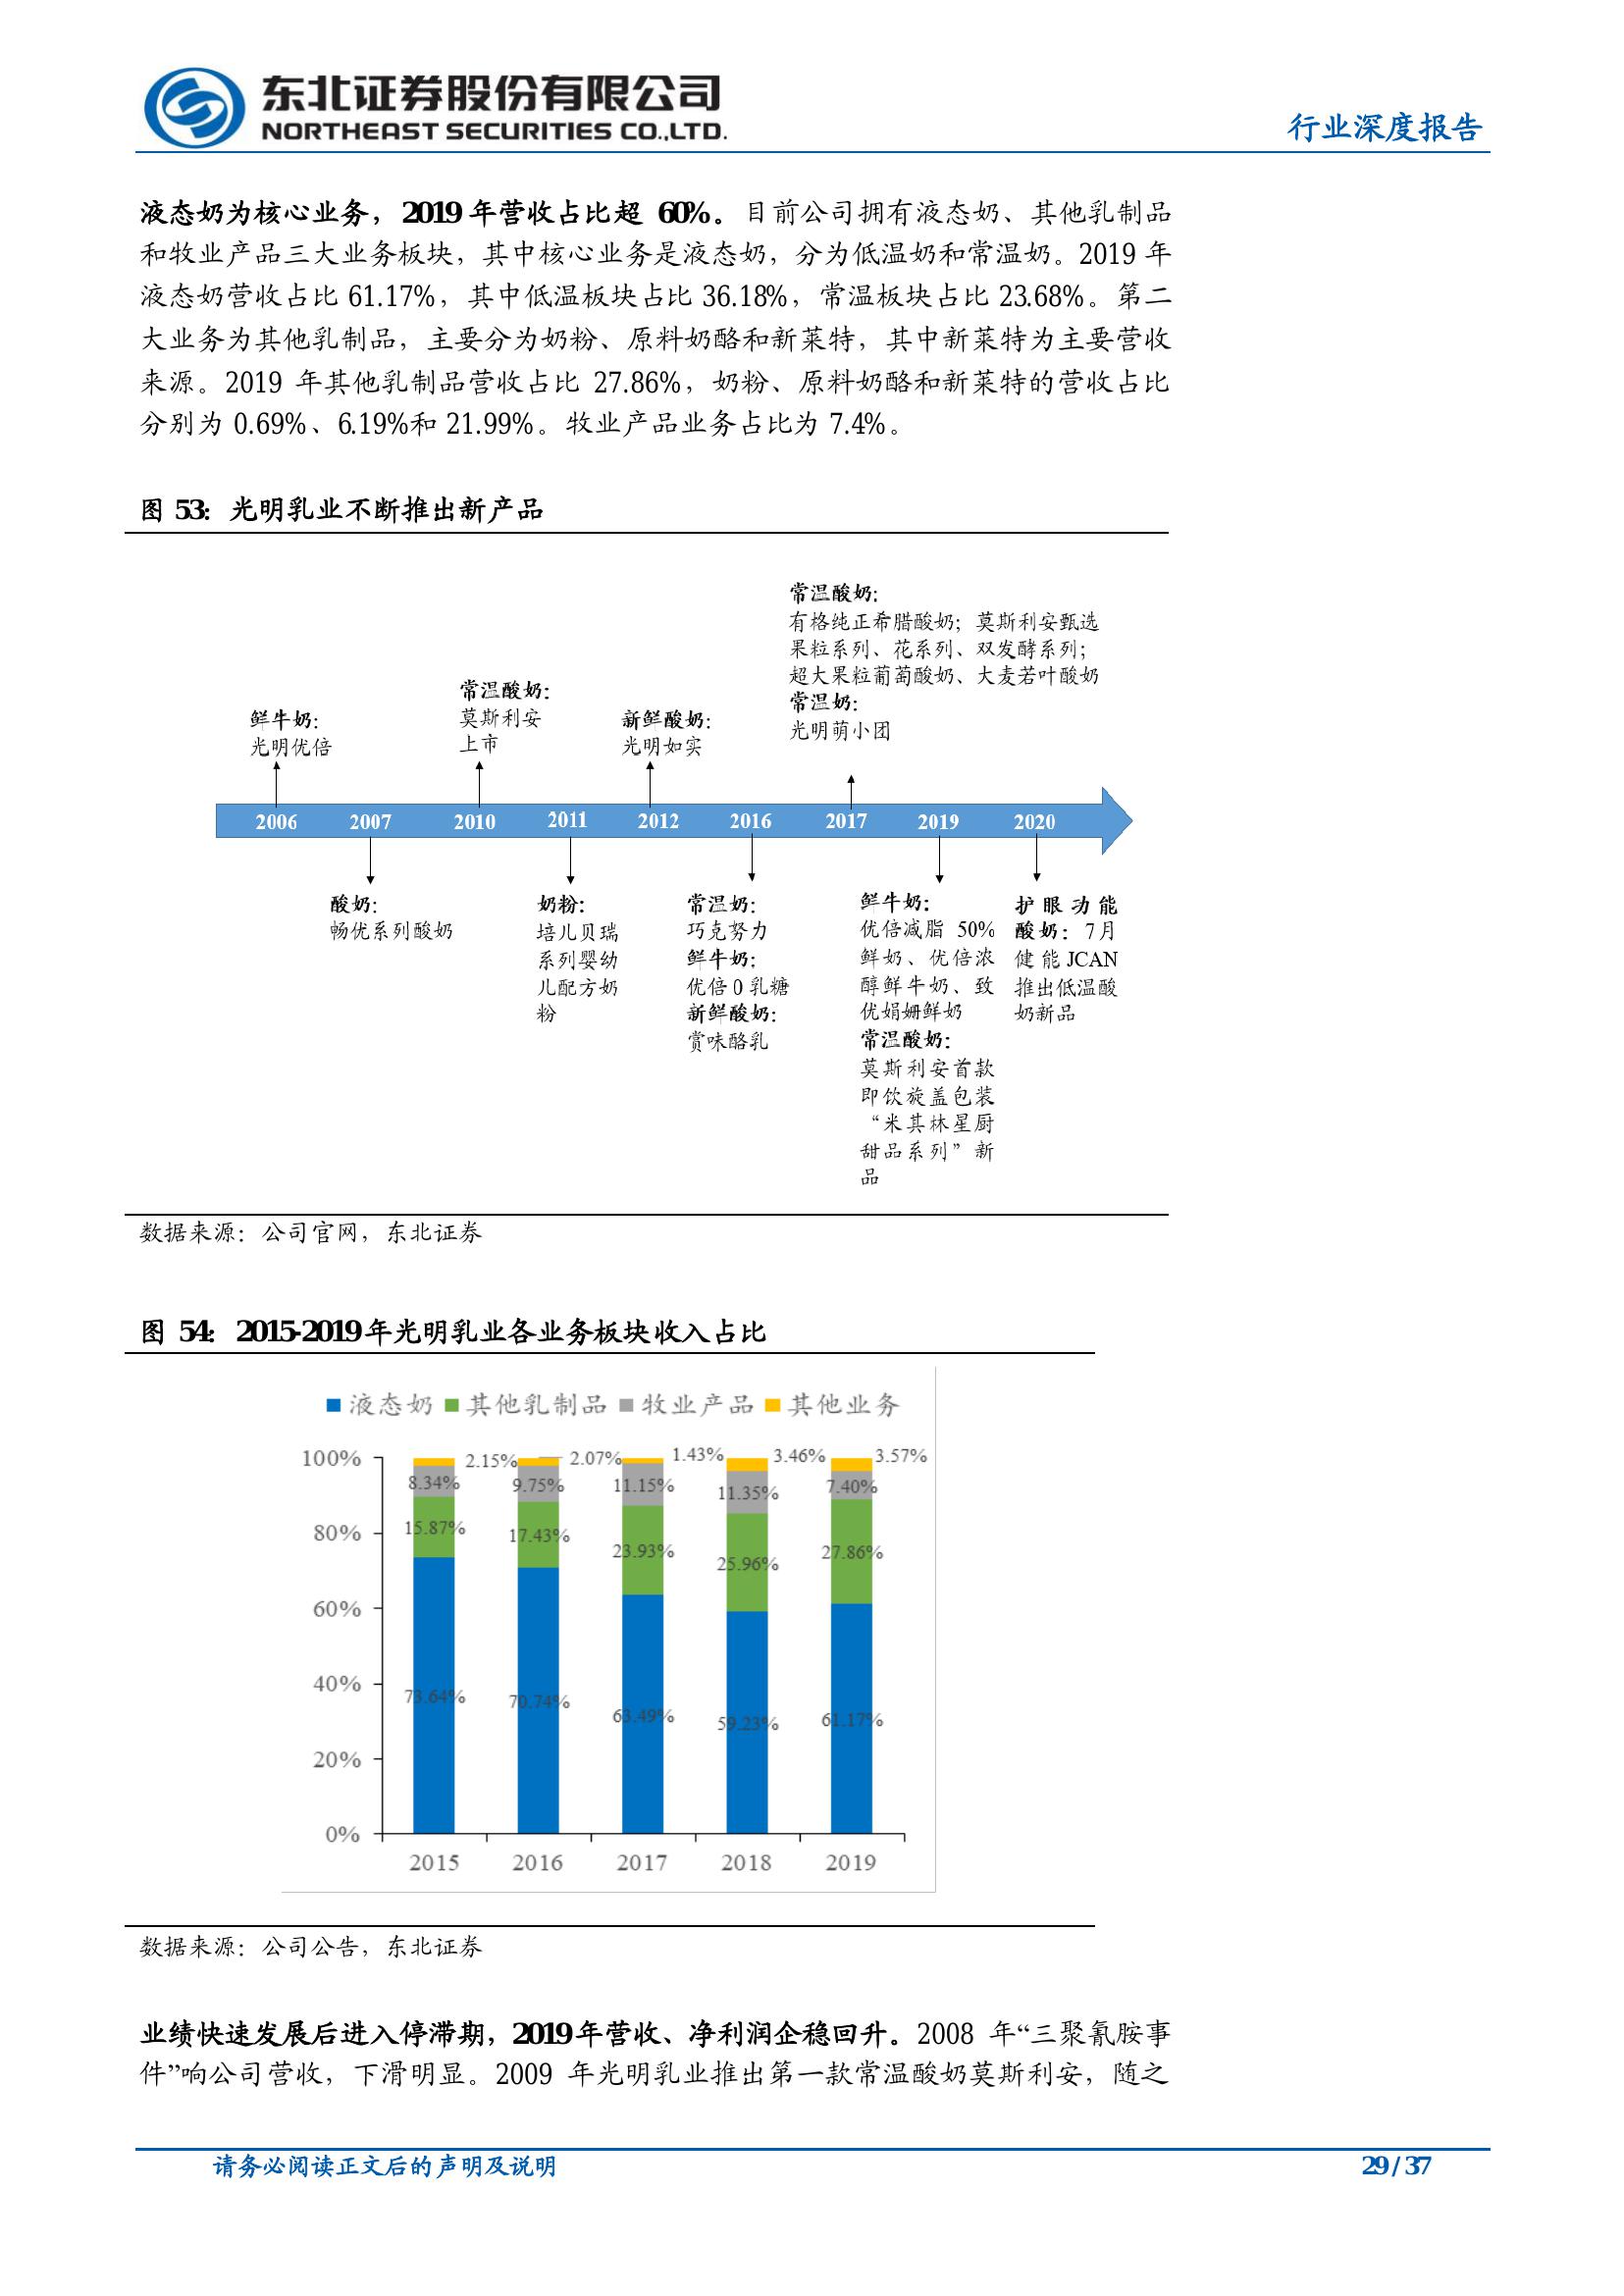 东北证券股份有限公司
NORTHEAST SECURITIES CO.,LTD.
行业深度报告
液态奶为核心业务，2019 年营收占比超 60%。目前公司拥有液态奶、其他乳制品
和牧业产品三大业务板块，其中核心业务是液态奶，分为低温奶和常温奶。2019 年
液态奶营收占比 61.17%，其中低温板块占比 36.18%，常温板块占比 23.68%。第二
大业务为其他乳制品，主要分为奶粉、原料奶酪和新莱特，其中新莱特为主要营收
来源。2019 年其他乳制品营收占比 27.86%，奶粉、原料奶酪和新莱特的营收占比
分别为 0.69%、6.19%和 21.99%。牧业产品业务占比为 7.4%。
图 53：光明乳业不断推出新产品
常温酸奶：
有格纯正希腊酸奶；莫斯利安甄选
果粒系列、花系列、双发酵系列；
超大果粒葡萄酸奶、大麦若叶酸奶
常温奶：
光明萌小团
鲜牛奶：
光明优倍
常温酸奶：
莫斯利安
上市
新鲜酸奶：
光明如实
2006 2007 2010 2011 2012 2016 2017 2019 2020
酸奶：
畅优系列酸奶
奶粉：
培儿贝瑞
系列婴幼
儿配方奶
粉
常温奶：
巧克努力
鲜牛奶：
优倍 0 乳糖
新鲜酸奶：
赏味酪乳
鲜牛奶：
优倍减脂 50%
鲜奶、优倍浓
醇鲜牛奶、致
优娟姗鲜奶
常温酸奶：
莫斯利安首款
即饮旋盖包装
“米其林星厨
甜品系列”新
品
护眼功能
酸奶：7月
健能 JCAN
推出低温酸
奶新品
数据来源：公司官网，东北证券
图 54：2015-2019年光明乳业各业务板块收入占比
液态奶 其他乳制品 牧业产品 其他业务
100%
80%
60%
40%
20%
0%
2.15% 2.07% 1.43% 3.46% 3.57%
8.34% 9.75% 11.15% 11.35% 7.40%
15.87% 17.43% 23.93% 25.96% 27.86%
73.64% 70.74% 63.49% 59.23% 61.17%
2015 2016 2017 2018 2019
数据来源：公司公告，东北证券
业绩快速发展后进入停滞期，2019年营收、净利润企稳回升。2008 年“三聚氰胺事
件”响公司营收，下滑明显。2009 年光明乳业推出第一款常温酸奶莫斯利安，随之
请务必阅读正文后的声明及说明
29 / 37